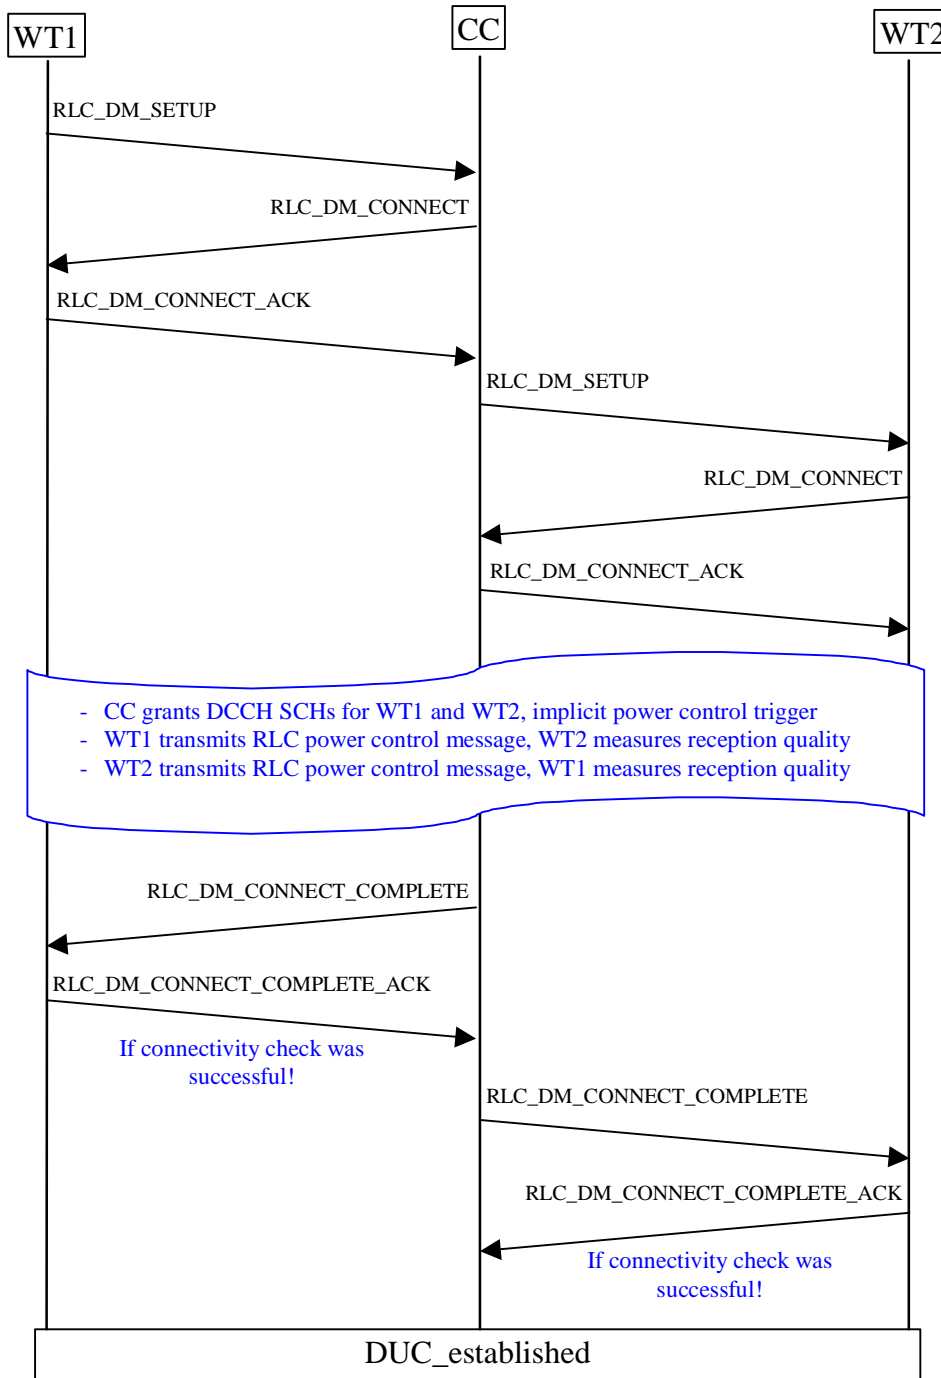 WT1
CC
WT2
RLC_DM_SETUP
RLC_DM_CONNECT
RLC_DM_CONNECT_ACK
RLC_DM_SETUP
RLC_DM_CONNECT
RLC_DM_CONNECT_ACK
- CC grants DCCH SCHs for WT1 and WT2, implicit power control trigger
- WT1 transmits RLC power control message, WT2 measures reception quality
- WT2 transmits RLC power control message, WT1 measures reception quality
RLC_DM_CONNECT_COMPLETE
RLC_DM_CONNECT_COMPLETE_ACK
If connectivity check was
successful!
RLC_DM_CONNECT_COMPLETE
RLC_DM_CONNECT_COMPLETE_ACK
If connectivity check was
successful!
DUC_established